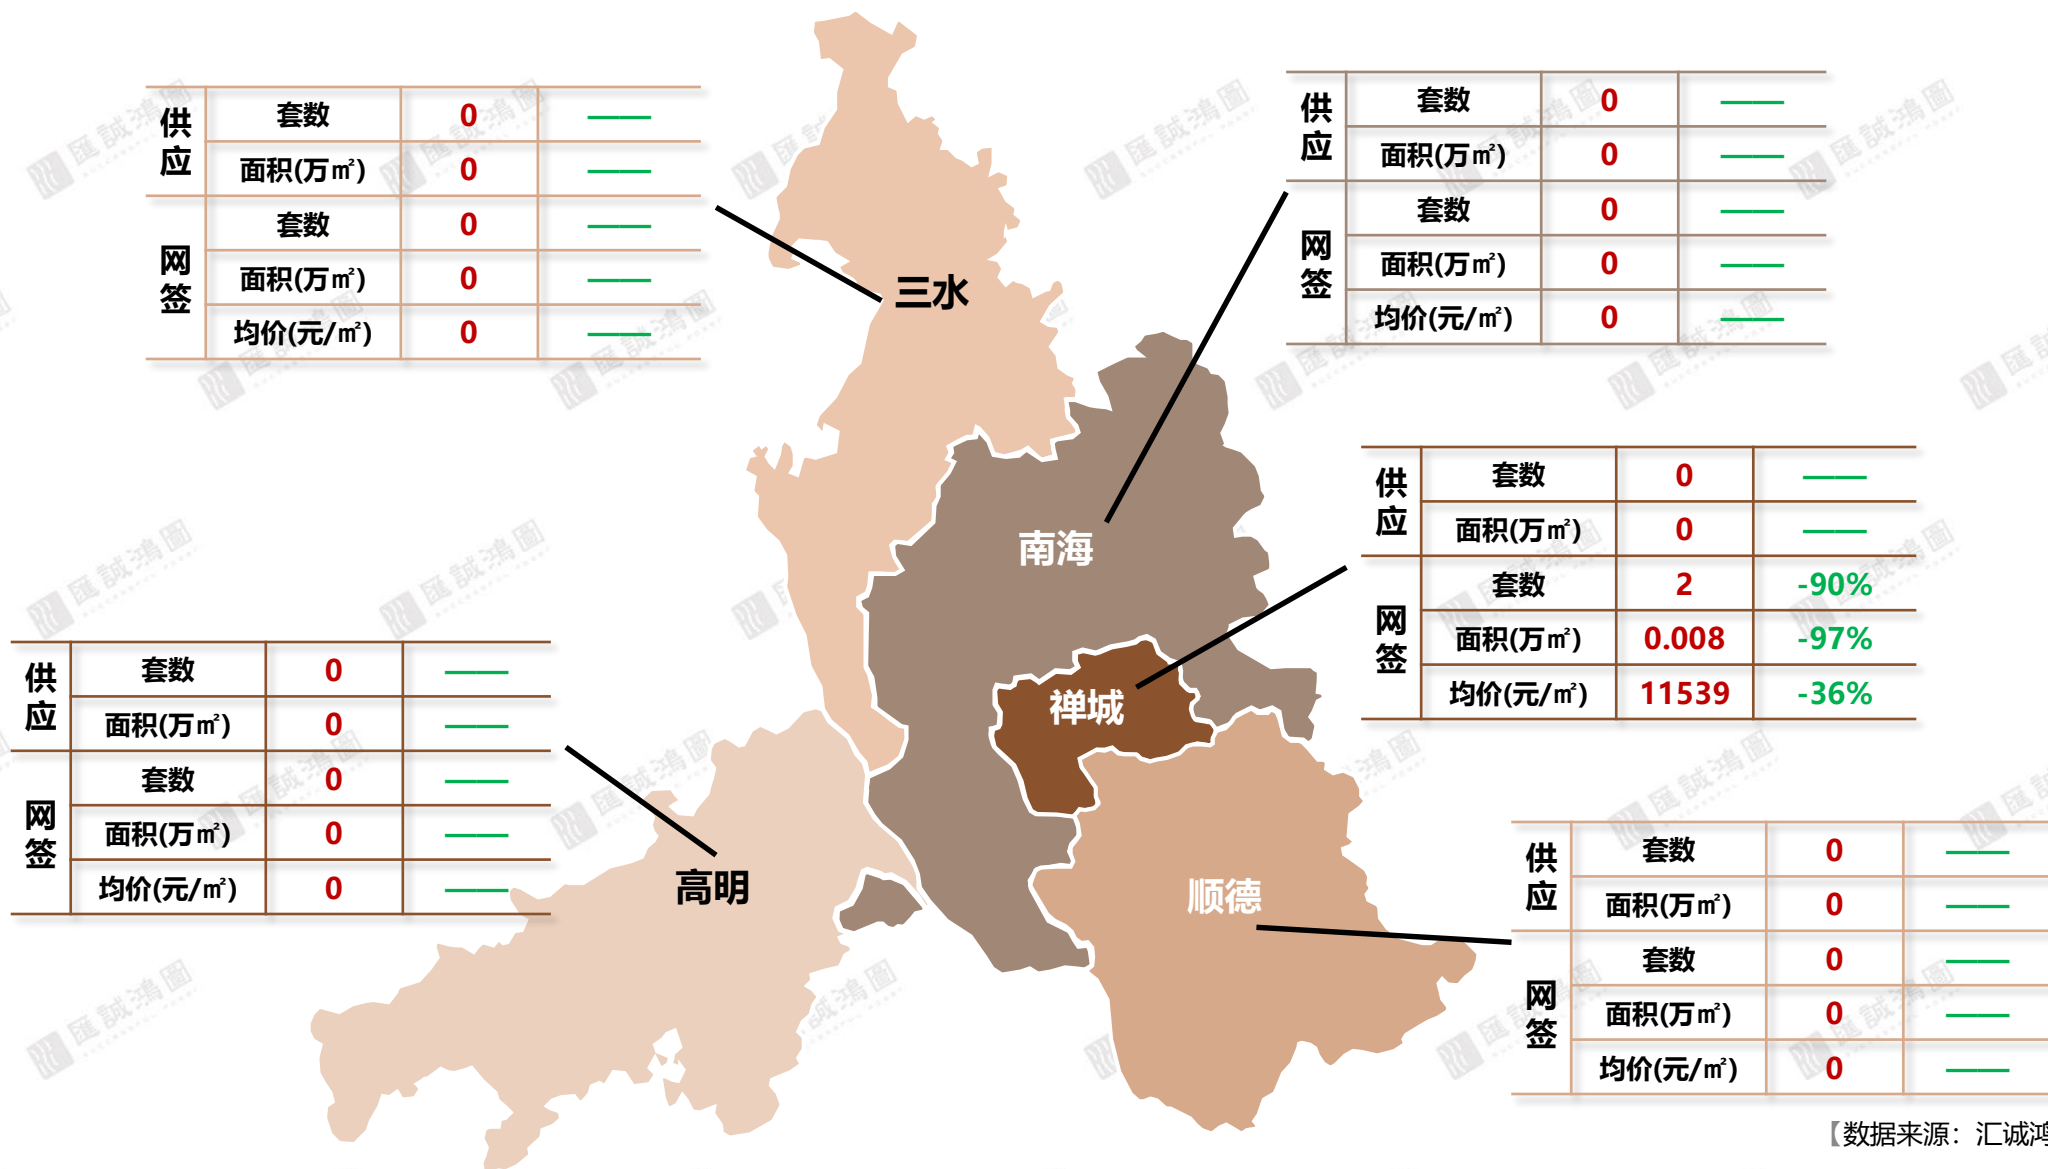 供应 套数 0 ——
面积(万㎡) 0 ——
网签 套数 0 ——
面积(万㎡) 0 ——
均价(元/㎡) 0 ——
三水
供应 套数 0 ——
面积(万㎡) 0 ——
网签 套数 0 ——
面积(万㎡) 0 ——
均价(元/㎡) 0 ——
南海
供应 套数 0 ——
面积(万㎡) 0 ——
网签 套数 2 -90%
面积(万㎡) 0.008 -97%
均价(元/㎡) 11539 -36%
禅城
供应 套数 0 ——
面积(万㎡) 0 ——
网签 套数 0 ——
面积(万㎡) 0 ——
均价(元/㎡) 0 ——
高明
供应 套数 0 ——
面积(万㎡) 0 ——
网签 套数 0 ——
面积(万㎡) 0 ——
均价(元/㎡) 0 ——
顺德
【数据来源：汇诚鸿
匯誠鴻圖